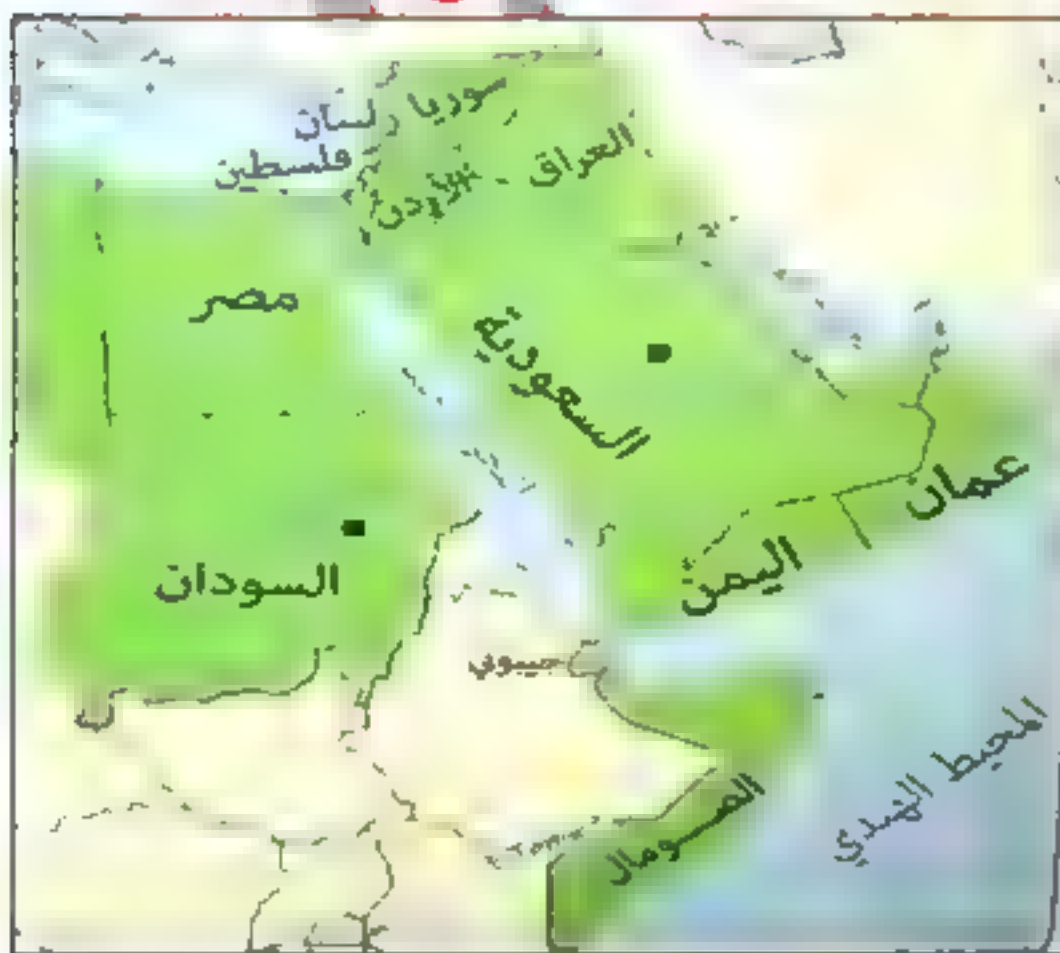 سوريا لبنان
فلسطين
العراق - الأردن
مصر
السعودية
عمان
اليمن
السودان
جيبوتي
الصومال
المحيط الهندي